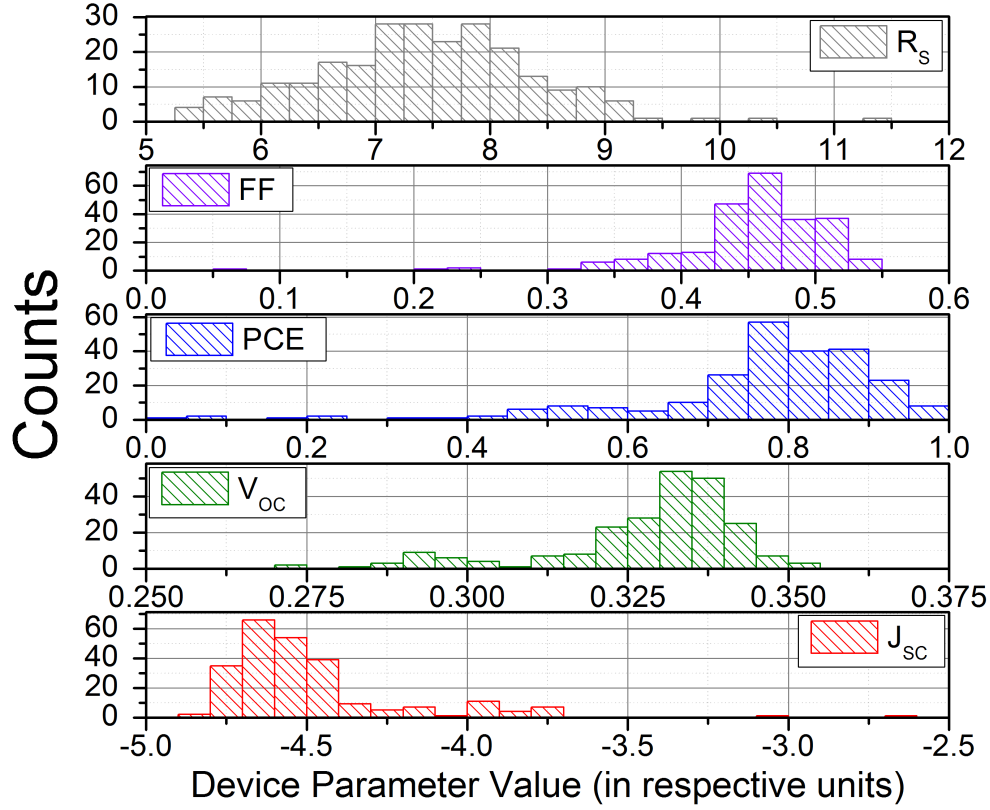 30
20
10
0
R_S
5 6 7 8 9 10 11 12
60
40
20
0
FF
0.0 0.1 0.2 0.3 0.4 0.5 0.6
60
40
20
0
PCE
0.0 0.2 0.4 0.6 0.8 1.0
40
20
0
V_OC
0.250 0.275 0.300 0.325 0.350 0.375
60
40
20
0
J_SC
-5.0 -4.5 -4.0 -3.5 -3.0 -2.5
Counts
Device Parameter Value (in respective units)